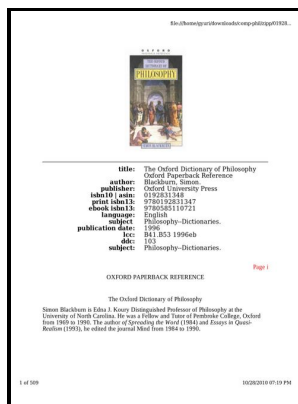 file:///home/gyuri/downloads/comp-philizpp/01928...
OXFORD
PHILOSOPHY
title: The Oxford Dictionary of Philosophy
Oxford Paperback Reference
author: Blackburn, Simon.
publisher: Oxford University Press
isbn10 | asin: 0192831348
print isbn13: 9780192831347
ebook isbn13: 9780585110721
language: English
subject Philosophy--Dictionaries.
publication date: 1996
lcc: B41.B53 1996eb
ddc: 103
subject: Philosophy--Dictionaries.
Page i
OXFORD PAPERBACK REFERENCE
The Oxford Dictionary of Philosophy
Simon Blackburn is Edna J. Koury Distinguished Professor of Philosophy at the
University of North Carolina. He was a Fellow and Tutor of Pembroke College, Oxford
from 1969 to 1990. The author of Spreading the Word (1984) and Essays in Quasi-
Realism (1993), he edited the journal Mind from 1984 to 1990.
1 of 509
10/28/2010 07:19 PM